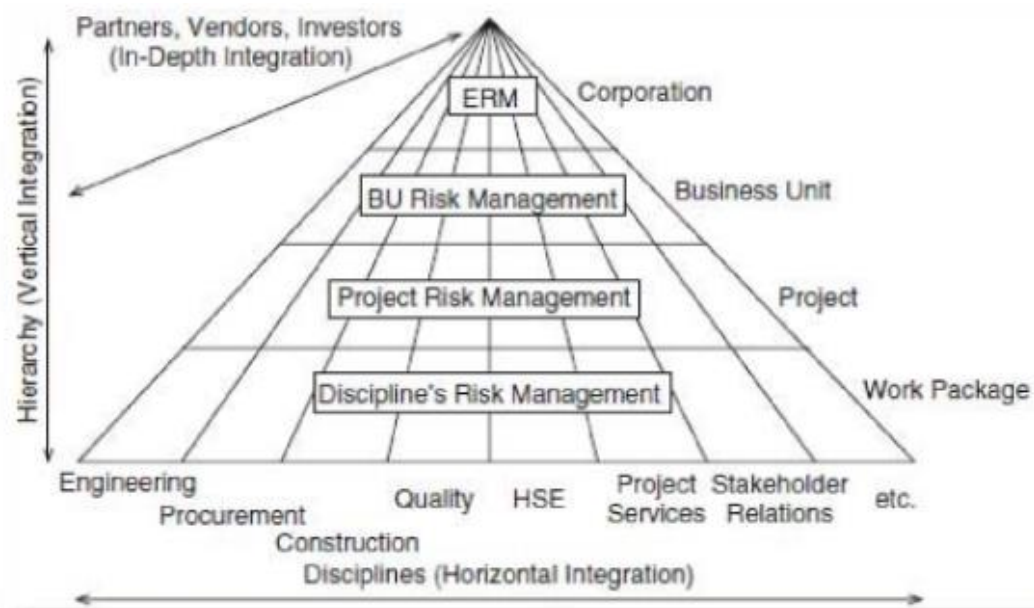 Partners, Vendors, Investors
(In-Depth Integration)
Hierarchy (Vertical Integration)
ERM
Corporation
BU Risk Management
Business Unit
Project Risk Management
Project
Discipline's Risk Management
Work Package
Engineering
Procurement
Construction
Quality
HSE
Project
Services
Stakeholder
Relations
etc.
Disciplines (Horizontal Integration)